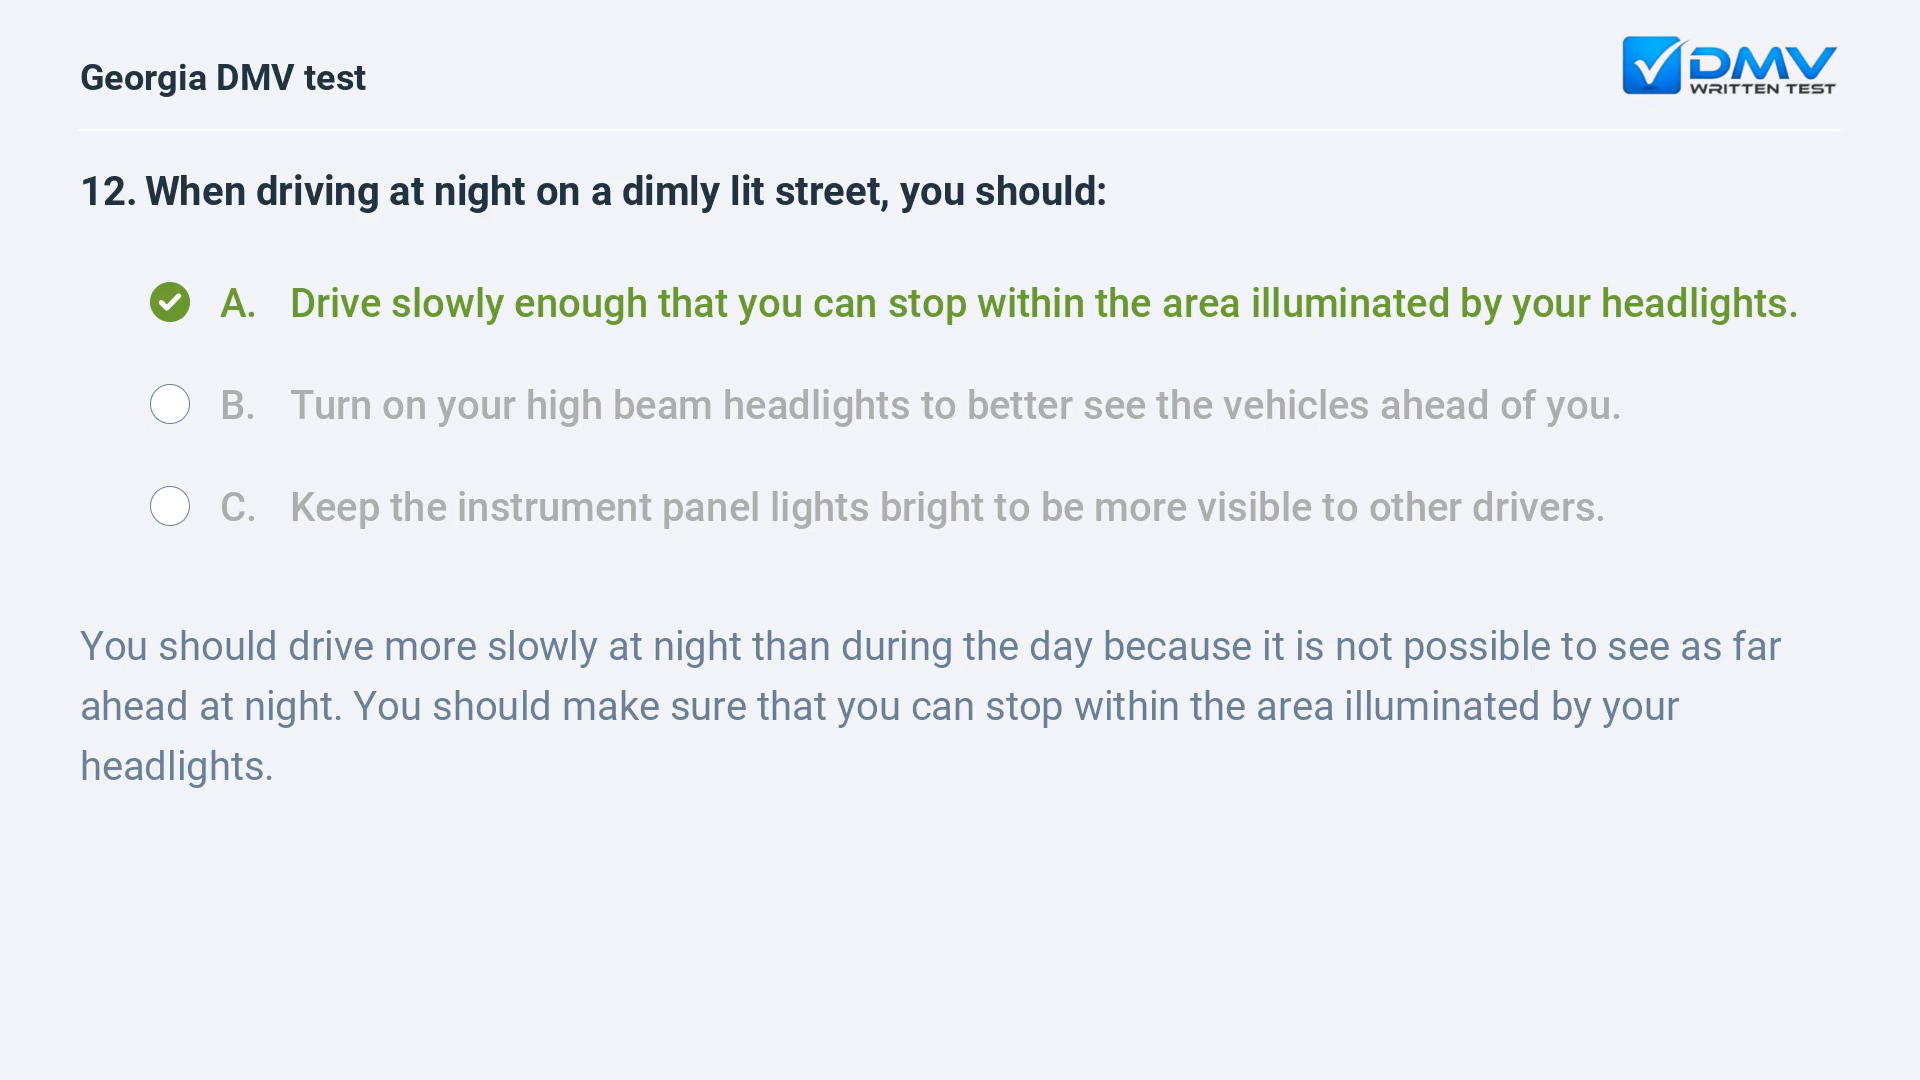 Georgia DMV test
DMV
WRITTEN TEST
12. When driving at night on a dimly lit street, you should:
A. Drive slowly enough that you can stop within the area illuminated by your headlights.
B. Turn on your high beam headlights to better see the vehicles ahead of you.
C. Keep the instrument panel lights bright to be more visible to other drivers.
You should drive more slowly at night than during the day because it is not possible to see as far
ahead at night. You should make sure that you can stop within the area illuminated by your
headlights.